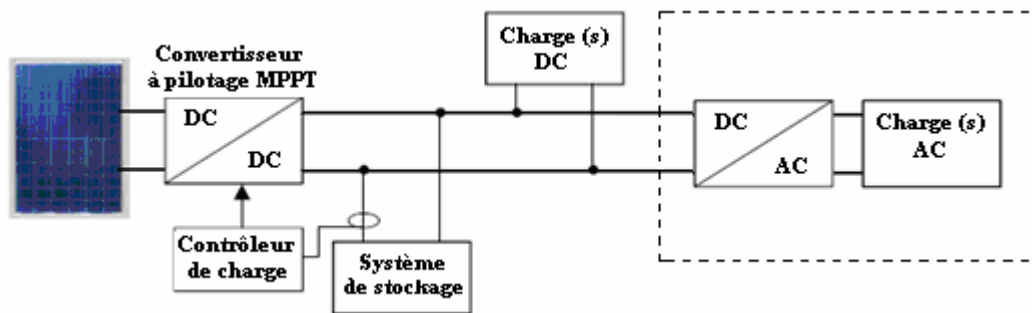 Convertisseur
à pilotage MPPT
DC
DC
Charge (s)
DC
DC
AC
Charge (s)
AC
Contrôleur
de charge
Système
de stockage